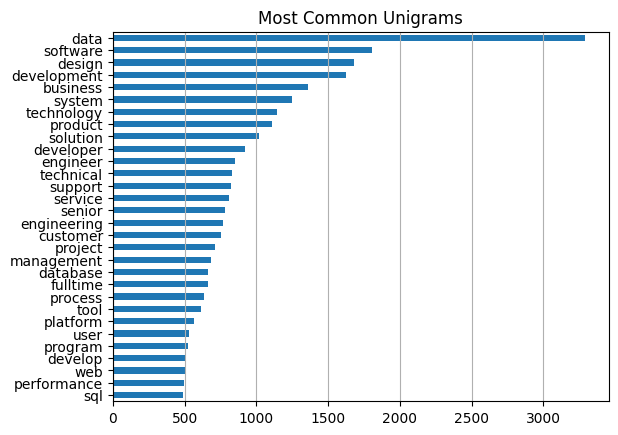 Most Common Unigrams
data
software
design
development
business
system
technology
product
solution
developer
engineer
technical
support
service
senior
engineering
customer
project
management
database
fulltime
process
tool
platform
user
program
develop
web
performance
sql
0 500 1000 1500 2000 2500 3000